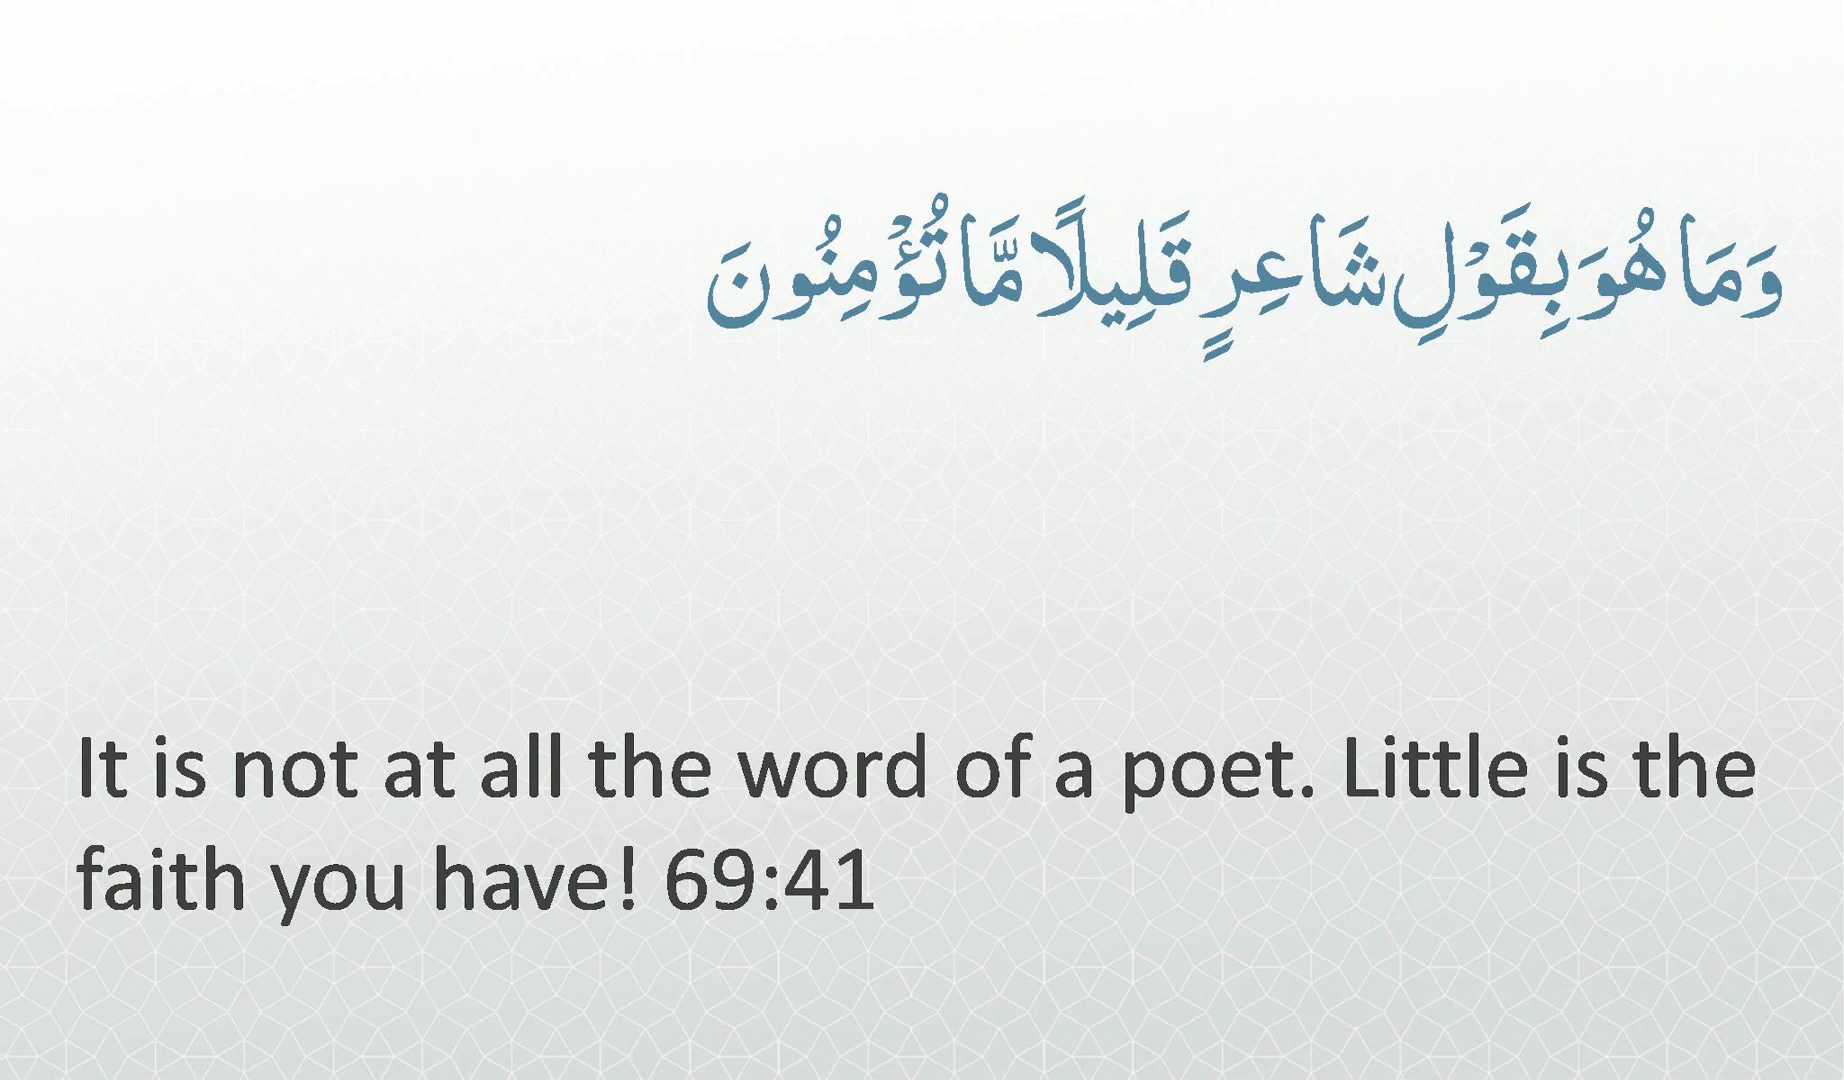 وَمَا هُوَ بِقَوْلِ شَاعِرٍ قَلِيلًا مَّا تُؤْمِنُونَ
It is not at all the word of a poet. Little is the
faith you have! 69:41